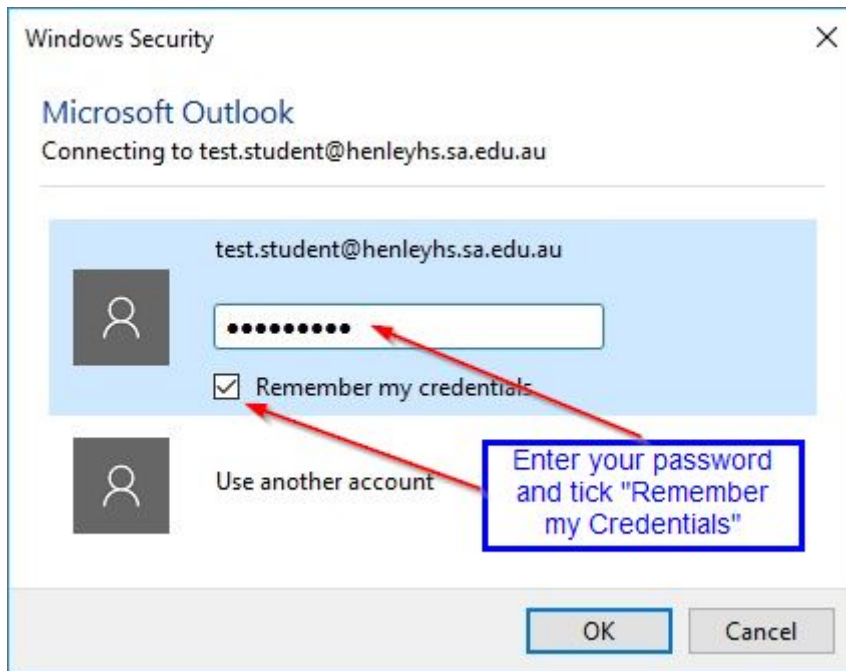 Windows Security
Microsoft Outlook
Connecting to test.student@henleyhs.sa.edu.au
test.student@henleyhs.sa.edu.au
●●●●●●●●●
Remember my credentials
Use another account
Enter your password
and tick "Remember
my Credentials"
OK
Cancel